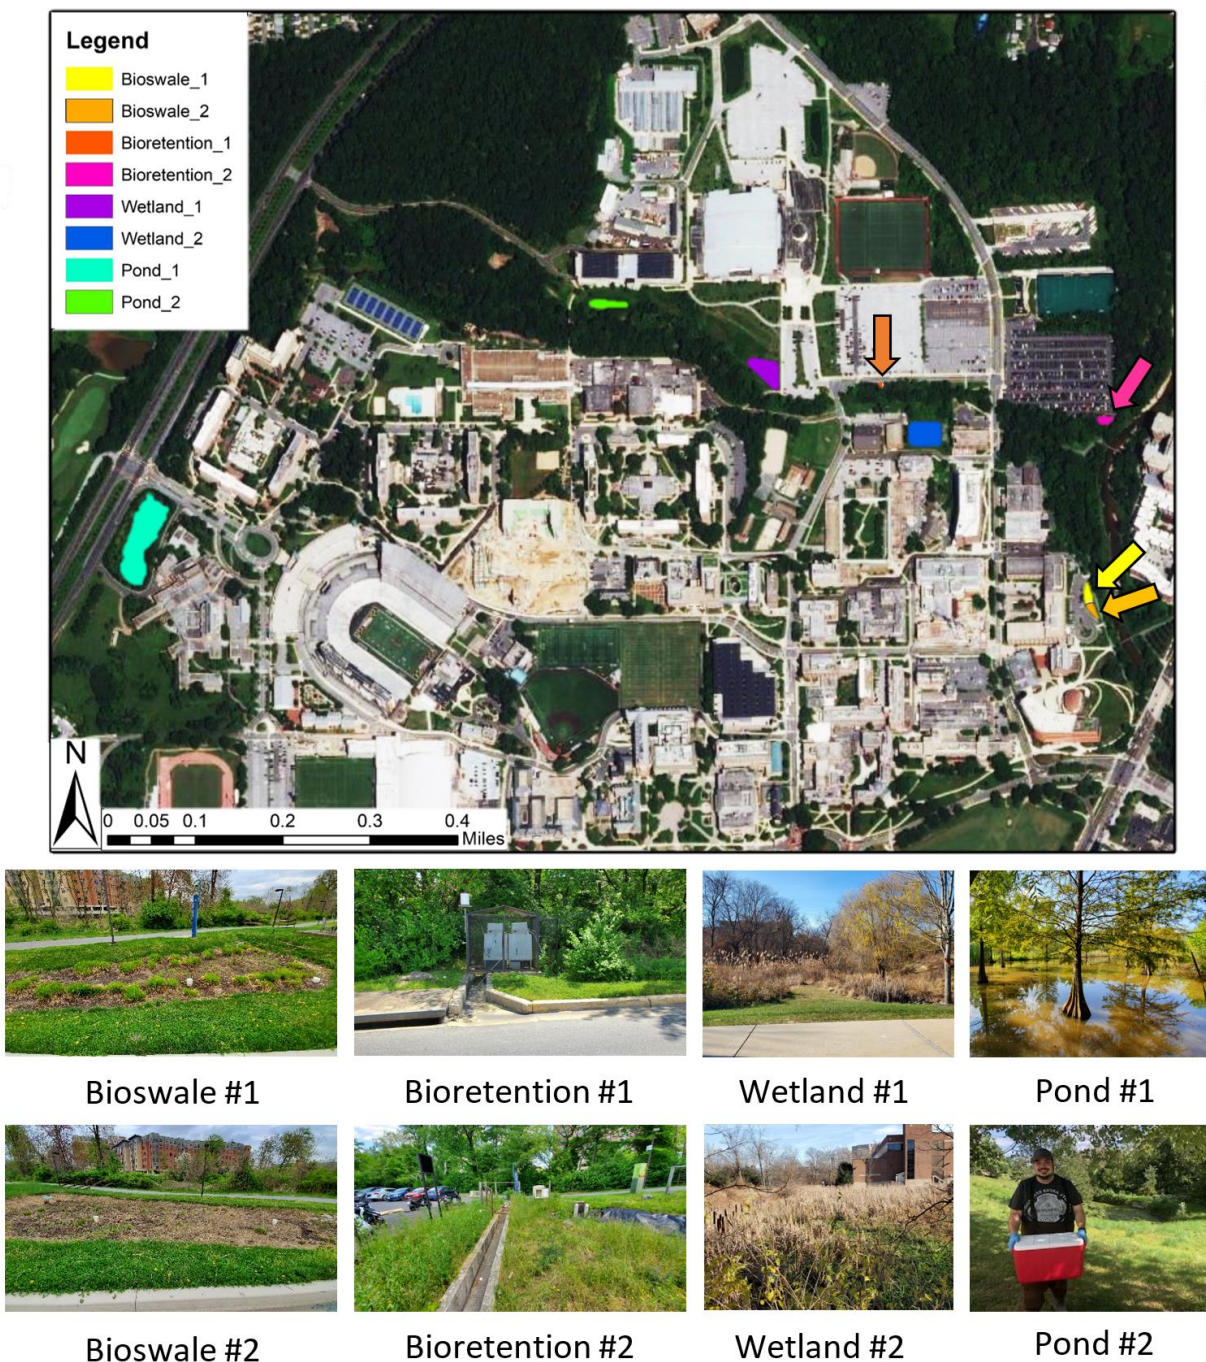 Legend
Bioswale_1
Bioswale_2
Bioretention_1
Bioretention_2
Wetland_1
Wetland_2
Pond_1
Pond_2
N
0 0.05 0.1 0.2 0.3 0.4
Miles
Bioswale #1 Bioretention #1 Wetland #1 Pond #1
Bioswale #2 Bioretention #2 Wetland #2 Pond #2